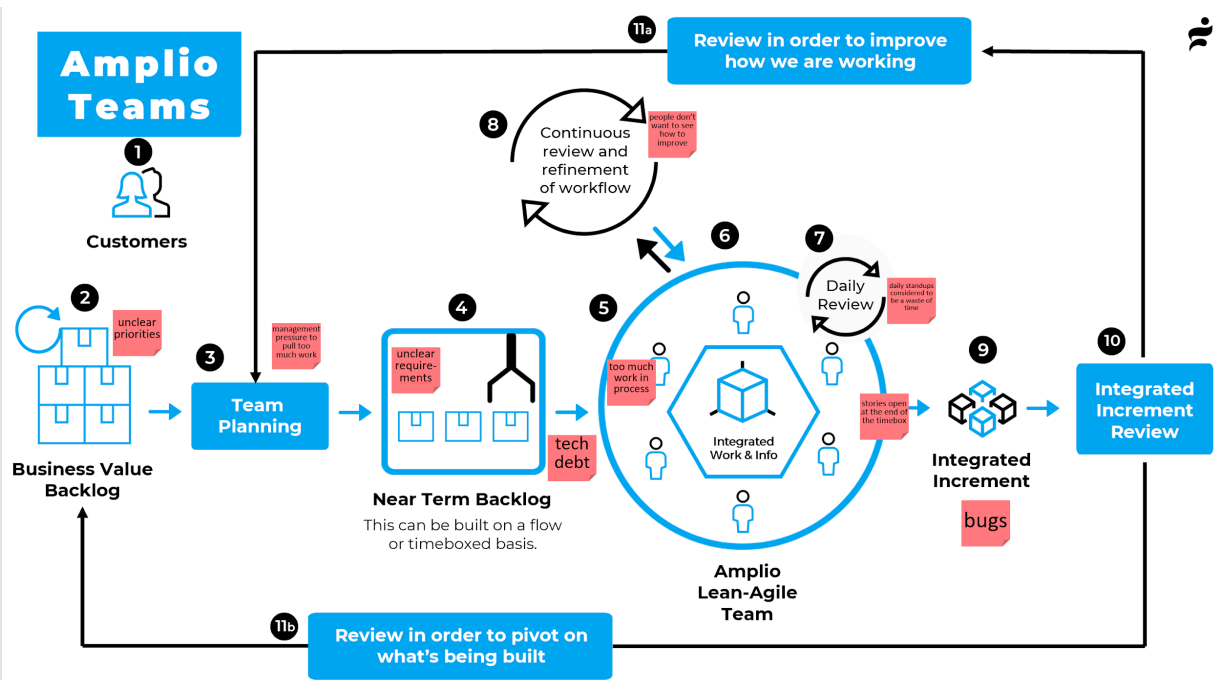 Amplio
Teams
1
Customers
2
unclear
priorities
Business Value
Backlog
management
pressure to
pull too
much work
3
Team
Planning
4
unclear
require-
ments
Near Term Backlog
This can be built on a flow
or timeboxed basis.
tech
debt
5
too much
work in
process
6
Integrated
Work & Info
Amplio
Lean-Agile
Team
7
Daily
Review
daily standups
considered to
be a waste of
time
8
Continuous
review and
refinement
of workflow
people don't
want to see
how to
improve
stories open
at the end of
the timebox
9
Integrated
Increment
bugs
10
Integrated
Increment
Review
11a
Review in order to improve
how we are working
11b
Review in order to pivot on
what's being built